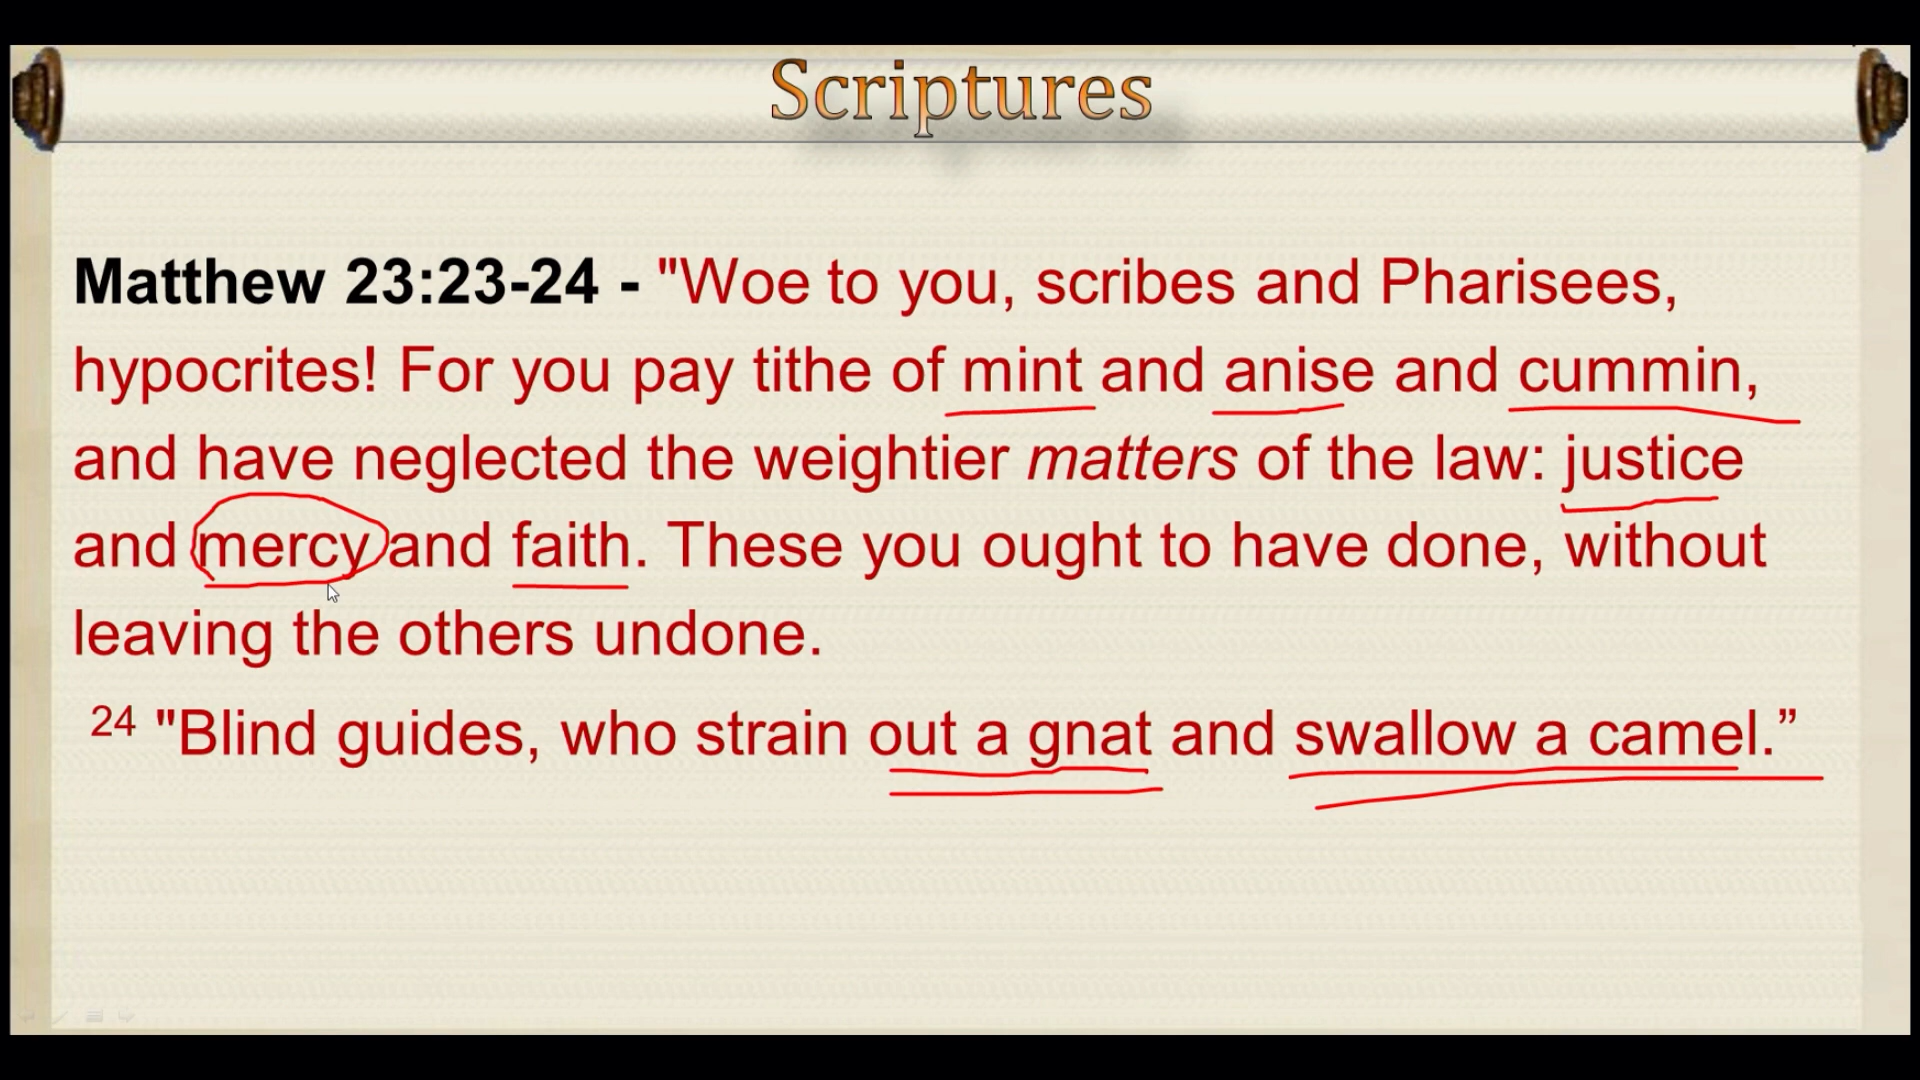 Scriptures
Matthew 23:23-24 - "Woe to you, scribes and Pharisees,
hypocrites! For you pay tithe of mint and anise and cummin,
and have neglected the weightier matters of the law: justice
and mercy and faith. These you ought to have done, without
leaving the others undone.
24 "Blind guides, who strain out a gnat and swallow a camel.”